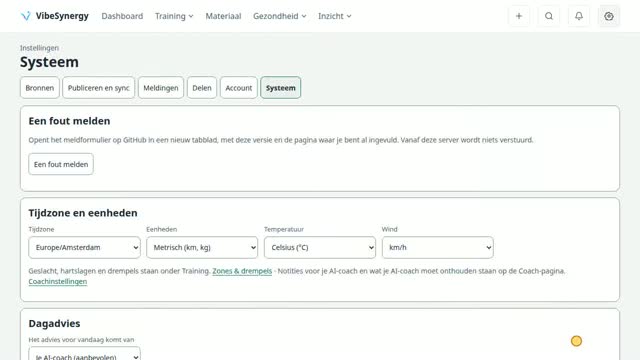 VibeSynergy Dashboard Training Materiaal Gezondheid Inzicht
Instellingen
Systeem
Bronnen Publiceren en sync Meldingen Delen Account Systeem
Een fout melden
Opent het meldformulier op GitHub in een nieuw tabblad, met deze versie en de pagina waar je bent al ingevuld. Vanaf deze server wordt niets verstuurd.
Een fout melden
Tijdzone en eenheden
Tijdzone Eenheden Temperatuur Wind
Europe/Amsterdam Metrisch (km, kg) Celsius (°C) km/h
Geslacht, hartslagen en drempels staan onder Training. Zones & drempels · Notities voor je AI-coach en wat je AI-coach moet onthouden staan op de Coach-pagina.
Coachinstellingen
Dagadvies
Het advies voor vandaag komt van
Je AI-coach (aanbevolen)